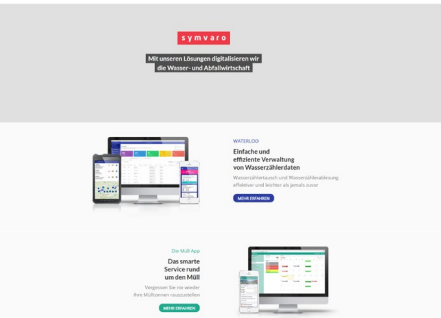 symvaro
Mit unseren Lösungen digitalisieren wir
die Wasser- und Abfallwirtschaft
WATERLOO
Einfache und
effiziente Verwaltung
von Wasserzählerdaten
Wasserzählertausch und Wasserzählerablesung
effektiver und leichter als jemals zuvor
MEHR ERFAHREN
Die Müll App
Das smarte
Service rund
um den Müll
Vergessen Sie nie wieder
Ihre Mülltonnen rauszustellen
MEHR ERFAHREN